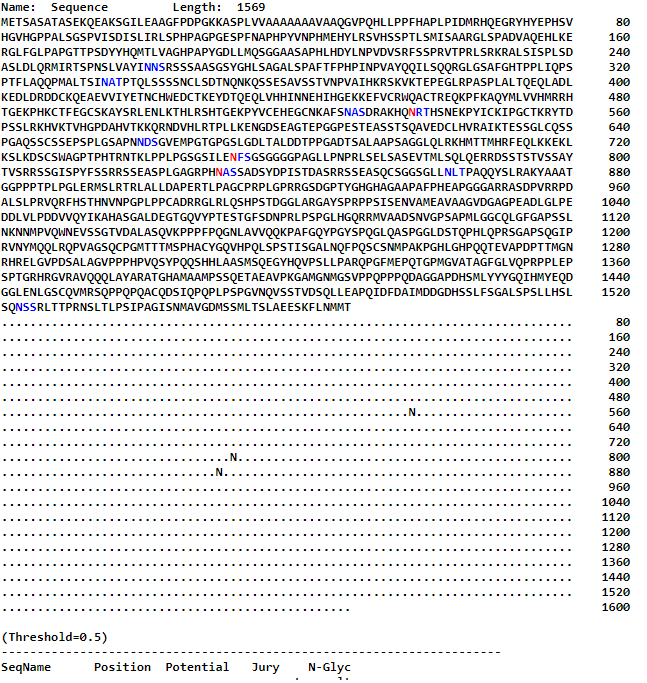 Name:  Sequence        Length:  1569
METSASATASEKQEAKSGILEAAGFPDPGKKASPLVVAAAAAAAVAAQGVPQHLLPPFHAPLPIDMRHQEGRYHYEPHSV      80
HGVHGPPALSGSPVISDISLIRLSPHPAGPGESPFNAPHPYVNPHMEHYLRSVHSSPTLSMISAARGLSPADVAQEHLKE     160
RGLFGLPAPGTTPSDYYHQMTLVAGHPAPYGDLLMQSGGAASAPHLHDYLNPVDVSRFSSPRVTPRLSRKRALSISPLSD     240
ASLDLQRMIRTSPNSLVAYINNSRSSSAASGSYGHLSAGALSPAFTFPHPINPVAYQQILSQQRGLGSAFGHTPPLIQPS     320
PTFLAQQPMALTSINATPTQLSSSSNCLSDTNQNKQSSESAVSSTVNPVAIHKRSKVKTEPEGLRPASPLALTQEQLADL     400
KEDLDRDDCKQEAEVVIYETNCHWEDCTKEYDTQEQLVHHINNEHIHGEKKEFVCRWQACTREQKPFKAQYMLVVHMRRH     480
TGEKPHKCTFEGCSKAYSRLENLKTHLRSHTGEKPYVCEHEGCNKAFSNASDRAKHQNRTHSNEKPYICKIPGCTKRYTD     560
PSSLRKHVKTVHGPDAHVTKKQRNDVHLRTPLLKENGDSEAGTEPGGPESTEASSTSQAVEDCLHVRAIKTESSGLCQSS     640
PGAQSSCSSEPSPLGSAPNNDSGVEMPGTGPGSLGDLTALDDTPPGADTSALAAPSAGGLQLRKHMTTMHRFEQLKKEKL     720
KSLKDSCSWAGPTPHTRNTKLPPLPGSGSILENFSGSGGGGPAGLLPNPRLSELSASEVTMLSQLQERRDSSTSTVSSAY     800
TVSRRSSGISPYFSSRRSSEASPLGAGRPHNASSADSYDPISTDASRRSSEASQCSGGSGLLNLTPAQQYSLRAKYAAAT     880
GGPPPTPLPGLERMSLRTRLALLDAPERTLPAGCPRPLGPRRGSDGPTYGHGHAGAAPAFPHEAPGGGARRASDPVRRPD     960
ALSLPRVQRFHSTHNVNPGPLPPCADRRGLRLQSHPSTDGGLARGAYSPRPPSISENVAMEAVAAGVDGAGPEADLGLPE    1040
DDLVLPDDVVQYIKAHASGALDEGTGQVYPTESTGFSDNPRLPSPGLHGQRRMVAADSNVGPSAPMLGGCQLGFGAPSSL    1120
NKNNMPVQWNEVSSGTVDALASQVKPPPFPQGNLAVVQQKPAFGQYPGYSPQGLQASPGGLDSTQPHLQPRSGAPSQGIP    1200
RVNYMQQLRQPVAGSQCPGMTTTMSPHACYGQVHPQLSPSTISGALNQFPQSCSNMPAKPGHLGHPQQTEVAPDPTTMGN    1280
RHRELGVPDSALAGVPPPHPVQSYPQQSHHLAASMSQEGYHQVPSLLPARQPGFMEPQTGPMGVATAGFGLVQPRPPLEP    1360
SPTGRHRGVRAVQQQLAYARATGHAMAAMPSSQETAEAVPKGAMGNMGSVPPQPPPQDAGGAPDHSMLYYYGQIHMYEQD    1440
GGLENLGSCQVMRSQPPQPQACQDSIQPQPLPSPGVNQVSSTVDSQLLEAPQIDFDAIMDDGDHSSLFSGALSPSLLHSL    1520
SQNSSRLTTPRNSLTLPSIPAGISNMAVGDMSSMLTSLAEESKFLNMMT
................................................................................      80
................................................................................     160
................................................................................     240
................................................................................     320
................................................................................     400
................................................................................     480
.........................................................N......................     560
................................................................................     640
................................................................................     720
................................N...............................................     800
..............................N.................................................     880
................................................................................     960
................................................................................    1040
................................................................................    1120
................................................................................    1200
................................................................................    1280
................................................................................    1360
................................................................................    1440
................................................................................    1520
.................................................                                   1600
(Threshold=0.5)
----------------------------------------------------------------------
SeqName      Position  Potential   Jury    N-Glyc